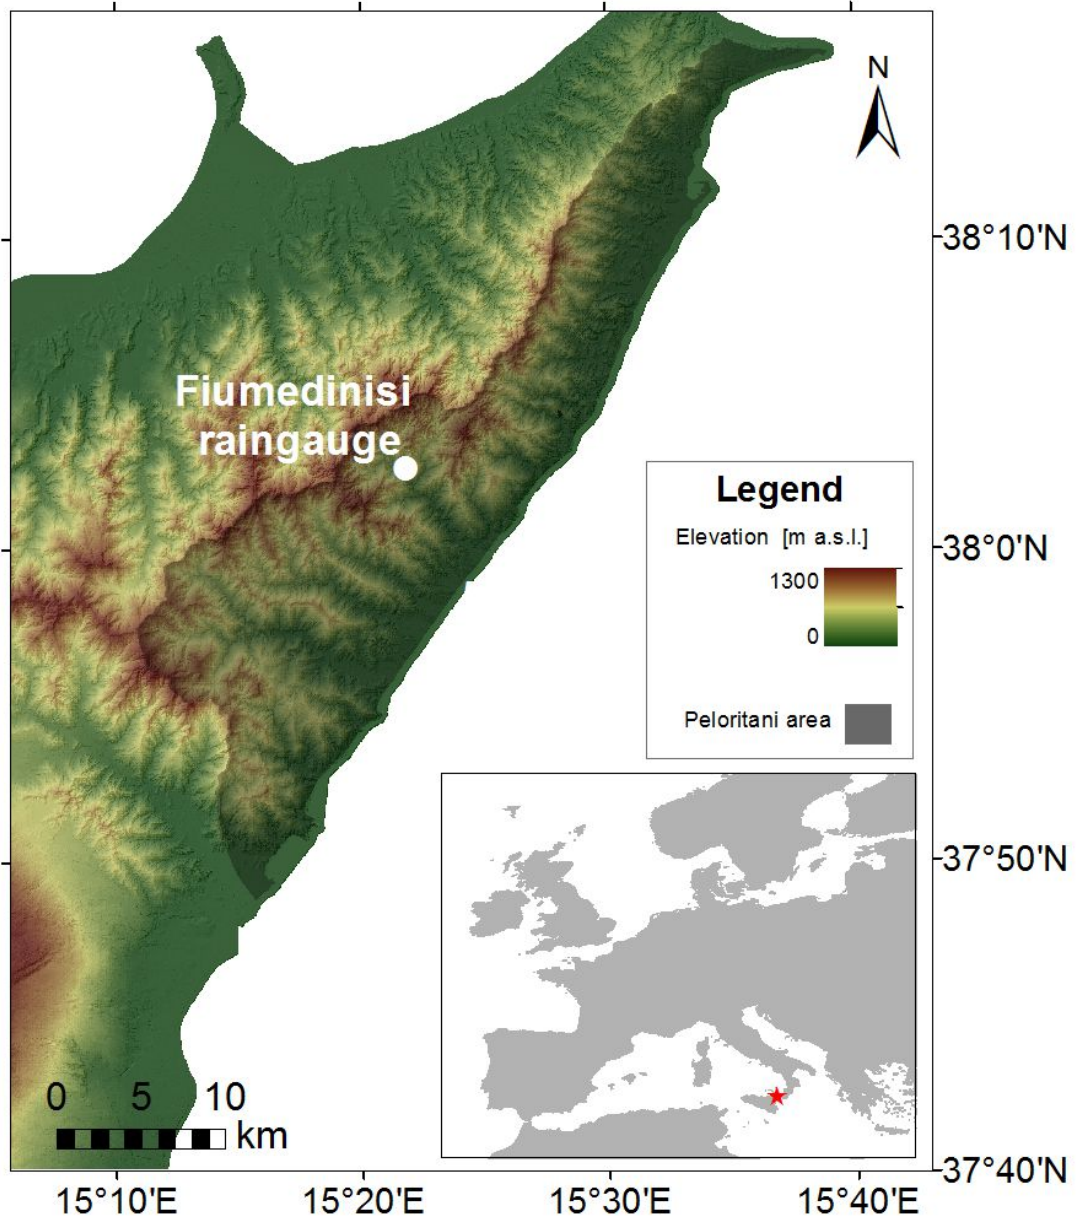 N
38°10'N
Fiumedinisi
raingauge
Legend
Elevation [m a.s.l.]
1300
0
38°0'N
Peloritani area
37°50'N
0 5 10
km
37°40'N
15°10'E 15°20'E 15°30'E 15°40'E